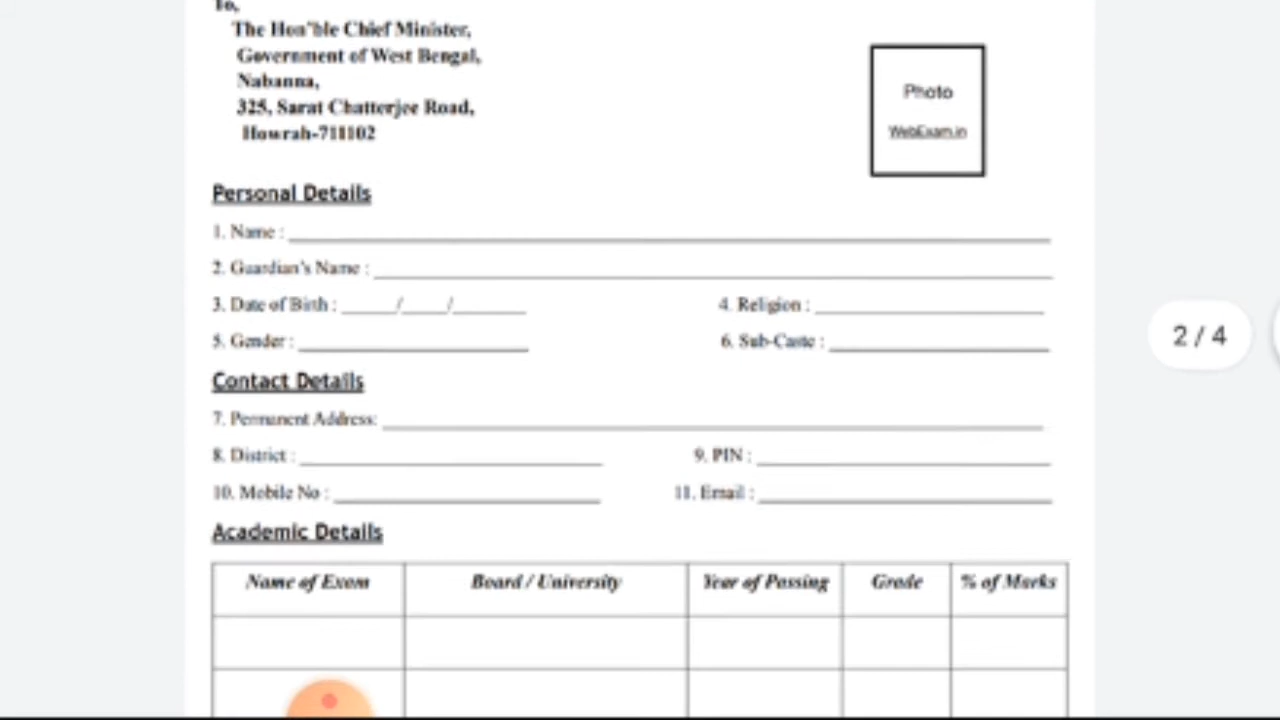 To,
The Hon'ble Chief Minister,
Government of West Bengal,
Nabanna,
325, Sarat Chatterjee Road,
Howrah-711102
Photo
WebExam.in
Personal Details
1. Name :
2. Guardian's Name :
3. Date of Birth : / / 4. Religion :
5. Gender : 6. Sub-Caste :
Contact Details
7. Permanent Address:
8. District : 9. PIN :
10. Mobile No : 11. Email :
Academic Details
Name of Exam Board / University Year of Passing Grade % of Marks
2 / 4